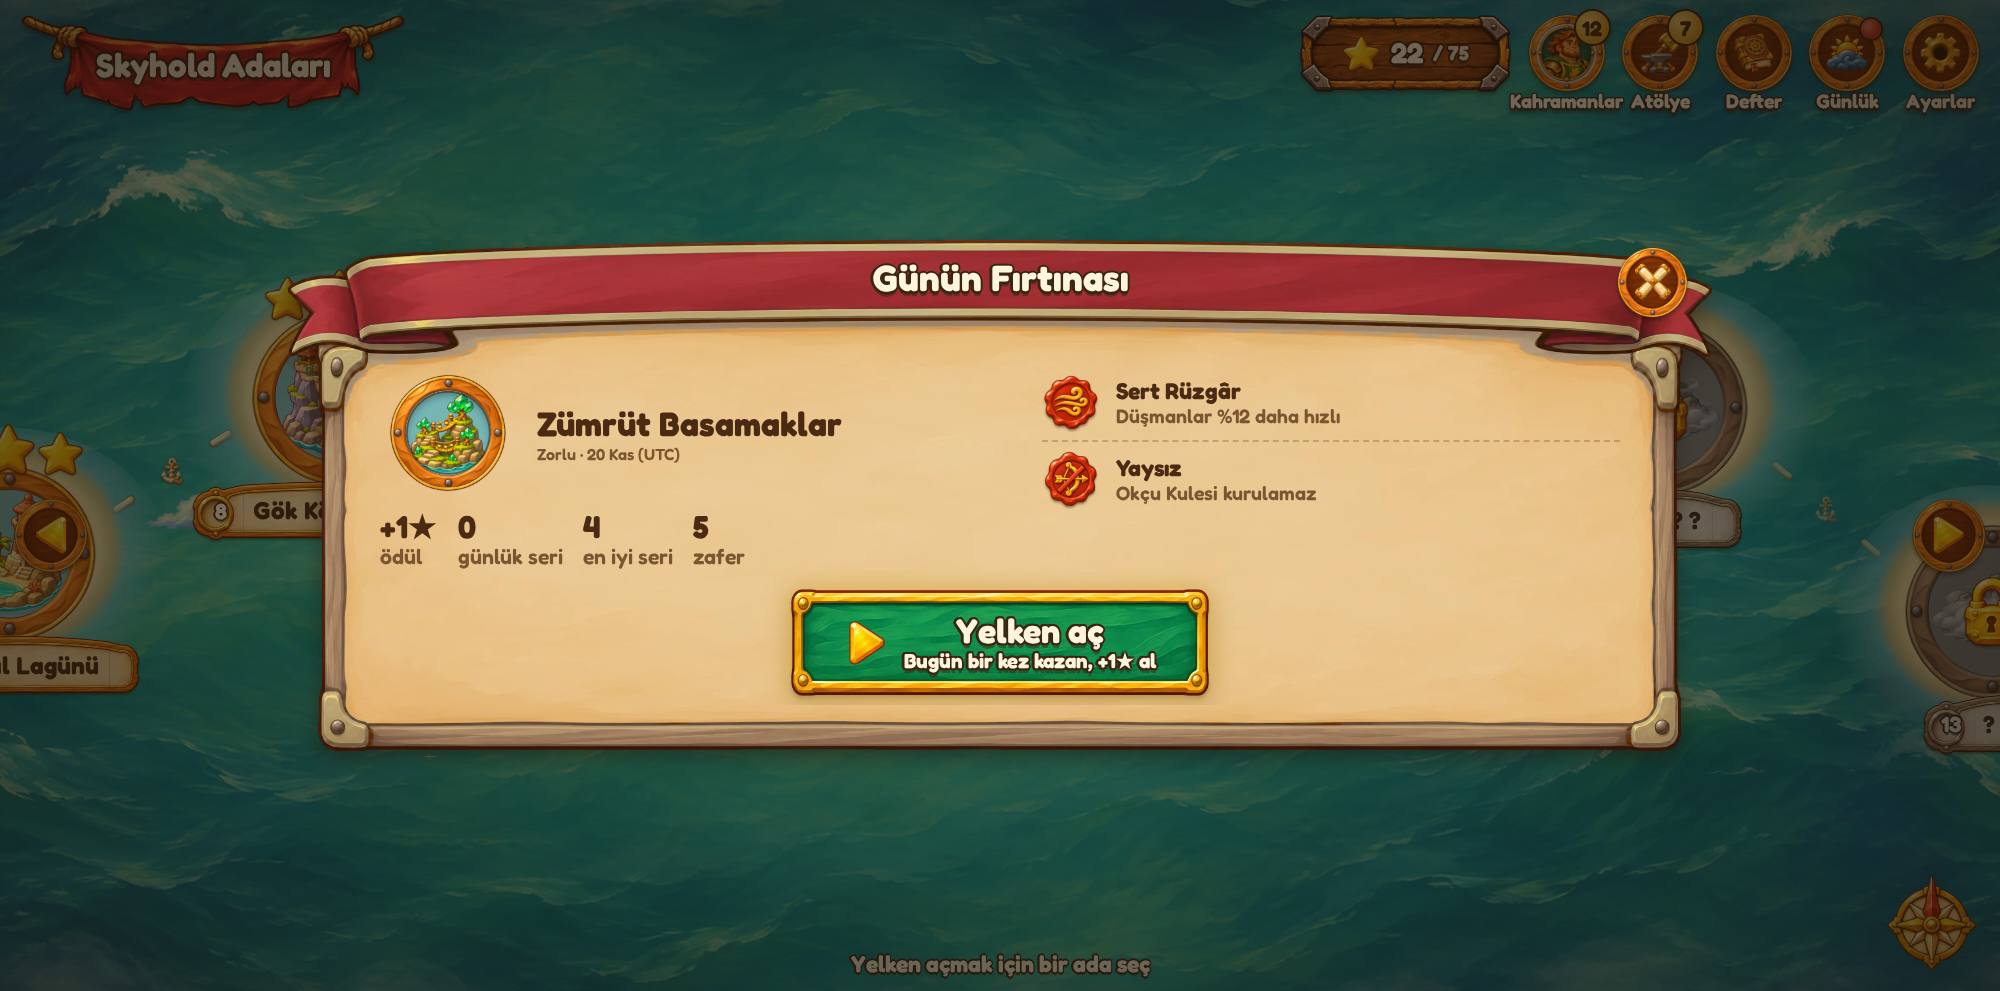 Skyhold Adaları
22 / 75
12
7
Kahramanlar
Atölye
Defter
Günlük
Ayarlar
Günün Fırtınası
Zümrüt Basamaklar
Zorlu · 20 Kas (UTC)
+1★
ödül
0
günlük seri
4
en iyi seri
5
zafer
Sert Rüzgâr
Düşmanlar %12 daha hızlı
Yaysız
Okçu Kulesi kurulamaz
Yelken aç
Bugün bir kez kazan, +1★ al
8
Gök
Lagünü
? ?
13
?
Yelken açmak için bir ada seç